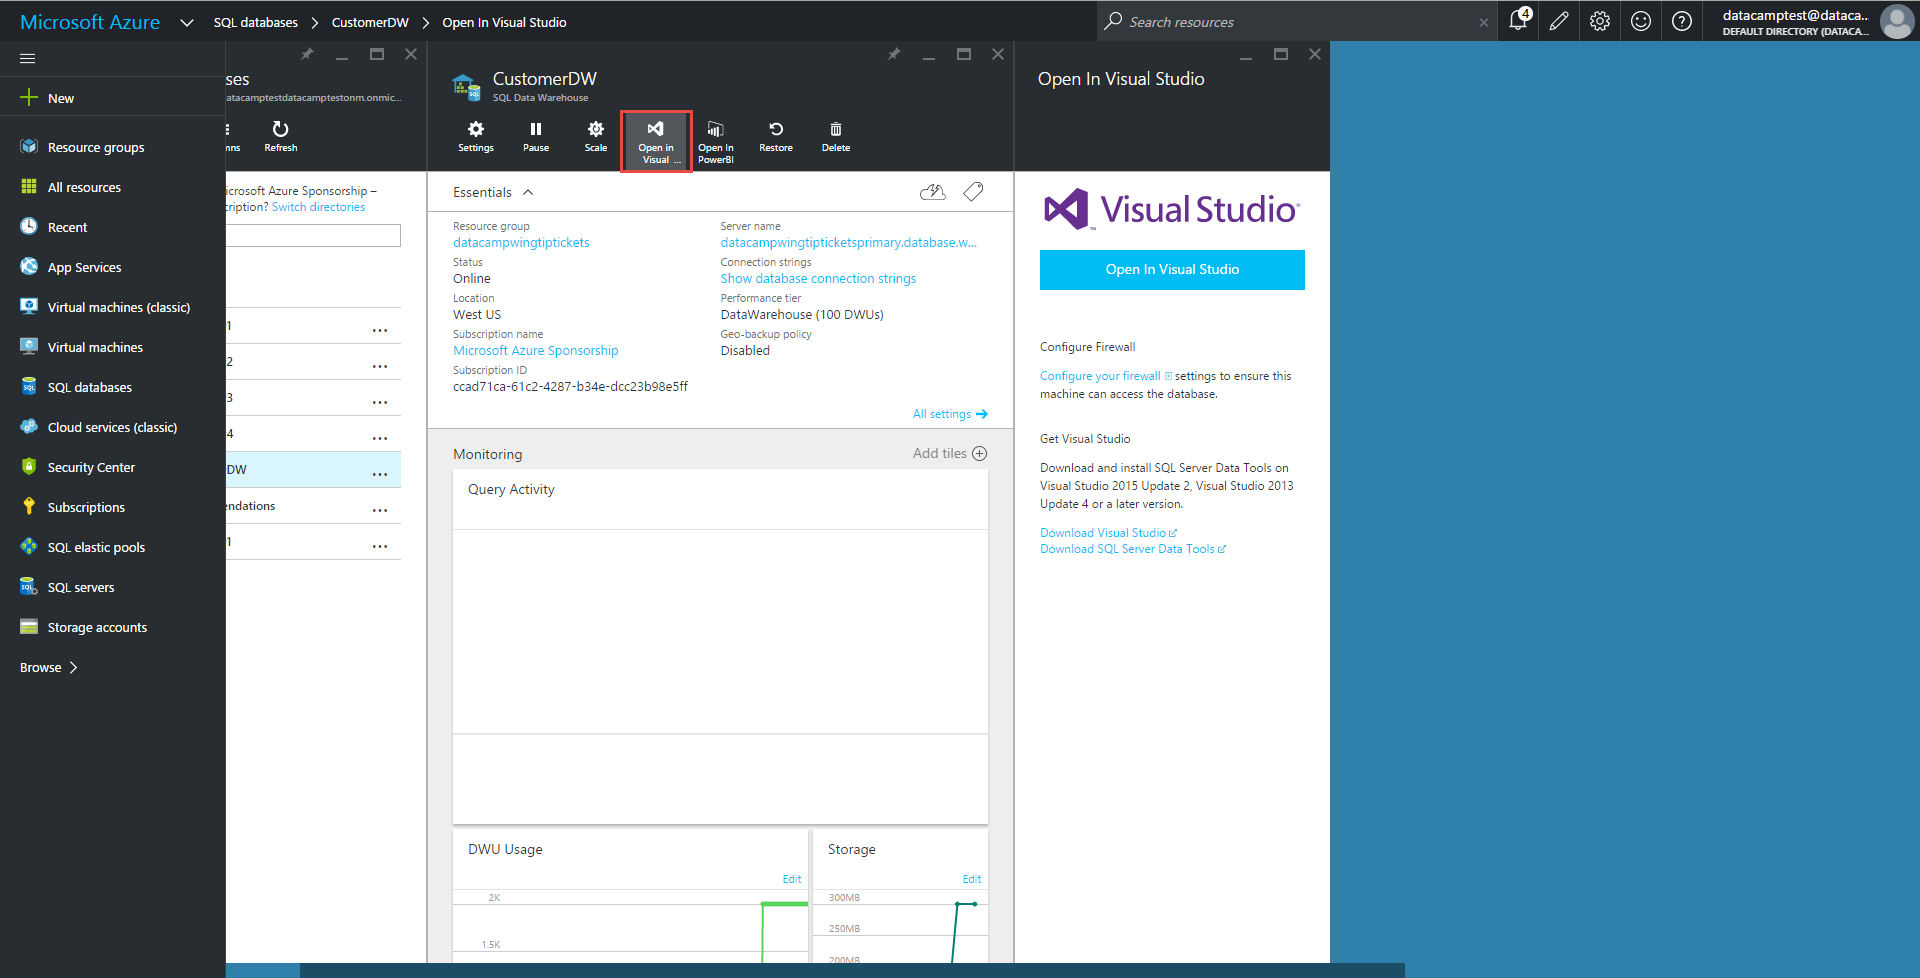 Microsoft Azure
SQL databases
CustomerDW
Open In Visual Studio
Search resources
4
datacamptest@dataca...
DEFAULT DIRECTORY (DATACA...
New
Resource groups
All resources
Recent
App Services
Virtual machines (classic)
Virtual machines
SQL databases
Cloud services (classic)
Security Center
Subscriptions
SQL elastic pools
SQL servers
Storage accounts
Browse
ses
atacamptestdatacamptestonm.onmic...
mns
Refresh
icrosoft Azure Sponsorship –
cription? Switch directories
1
...
2
...
3
...
4
...
DW
...
endations
...
1
...
CustomerDW
SQL Data Warehouse
Settings
Pause
Scale
Open in
Visual ...
Open In
PowerBI
Restore
Delete
Essentials
Resource group
datacampwingtiptickets
Status
Online
Location
West US
Subscription name
Microsoft Azure Sponsorship
Subscription ID
ccad71ca-61c2-4287-b34e-dcc23b98e5ff
Server name
datacampwingtipticketsprimary.database.w...
Connection strings
Show database connection strings
Performance tier
DataWarehouse (100 DWUs)
Geo-backup policy
Disabled
All settings
Monitoring
Add tiles
Query Activity
DWU Usage
Edit
2K
1.5K
Storage
Edit
300MB
250MB
200MB
Open In Visual Studio
Visual Studio
Open In Visual Studio
Configure Firewall
Configure your firewall settings to ensure this
machine can access the database.
Get Visual Studio
Download and install SQL Server Data Tools on
Visual Studio 2015 Update 2, Visual Studio 2013
Update 4 or a later version.
Download Visual Studio
Download SQL Server Data Tools